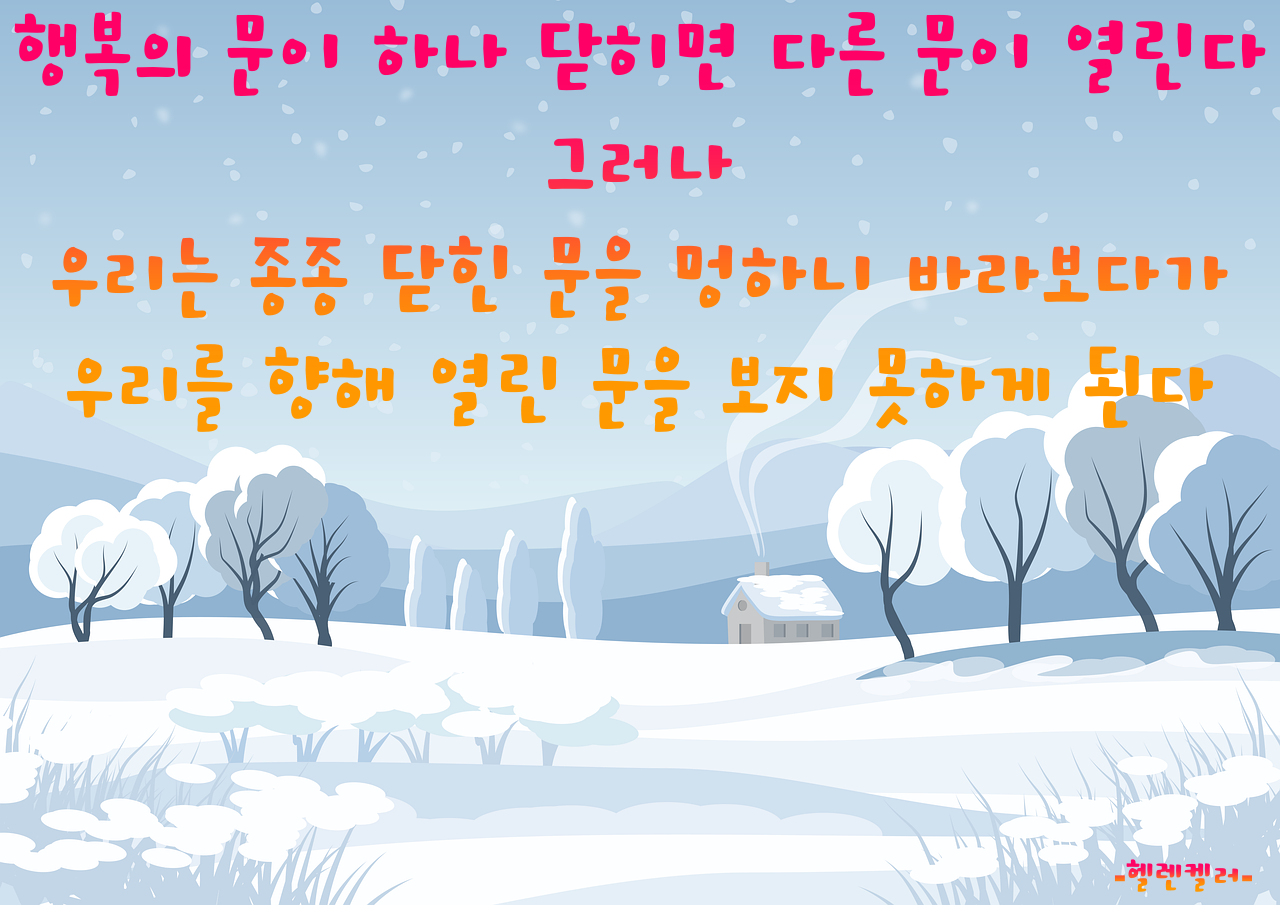 행복의 문이 하나 닫히면 다른 문이 열린다
그러나
우리는 종종 닫힌 문을 멍하니 바라보다가
우리를 향해 열린 문을 보지 못하게 된다
-헬렌켈러-